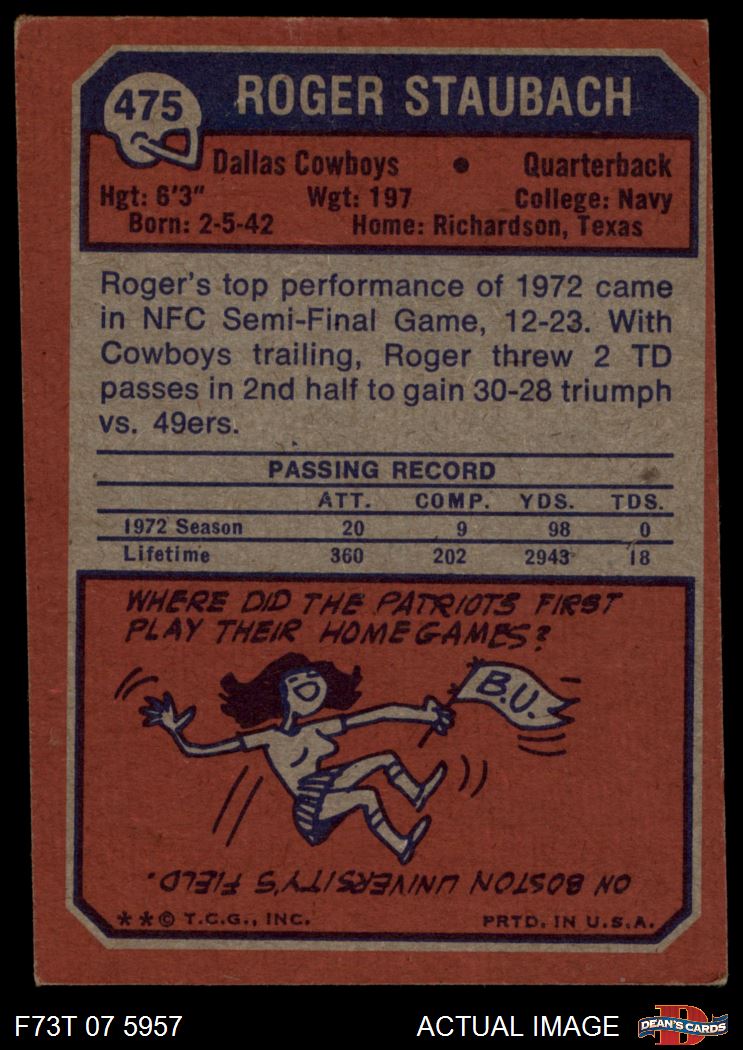 475
ROGER STAUBACH
Dallas Cowboys • Quarterback
Hgt: 6'3" Wgt: 197 College: Navy
Born: 2-5-42 Home: Richardson, Texas
Roger's top performance of 1972 came
in NFC Semi-Final Game, 12-23. With
Cowboys trailing, Roger threw 2 TD
passes in 2nd half to gain 30-28 triumph
vs. 49ers.
PASSING RECORD
ATT. COMP. YDS. TDS.
1972 Season 20 9 98 0
Lifetime 360 202 2943 18
WHERE DID THE PATRIOTS FIRST
PLAY THEIR HOME GAMES?
B.U.
ON BOSTON UNIVERSITY'S FIELD.
**© T.C.G., INC. PRTD. IN U.S.A.
F73T 07 5957 ACTUAL IMAGE
D
DEAN'S CARDS